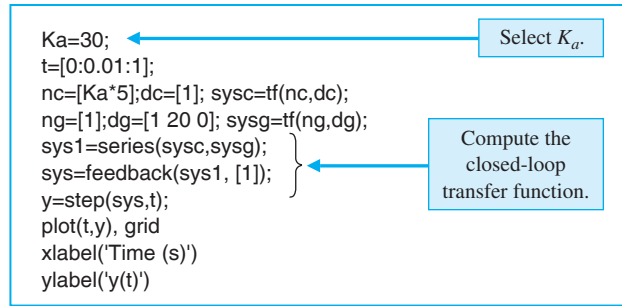 Ka=30;
Select Ka.
t=[0:0.01:1];
nc=[Ka*5];dc=[1]; sysc=tf(nc,dc);
ng=[1];dg=[1 20 0]; sysg=tf(ng,dg);
sys1=series(sysc,sysg);
sys=feedback(sys1, [1]);
y=step(sys,t);
Compute the
closed-loop
transfer function.
plot(t,y), grid
xlabel('Time (s)')
ylabel('y(t)')